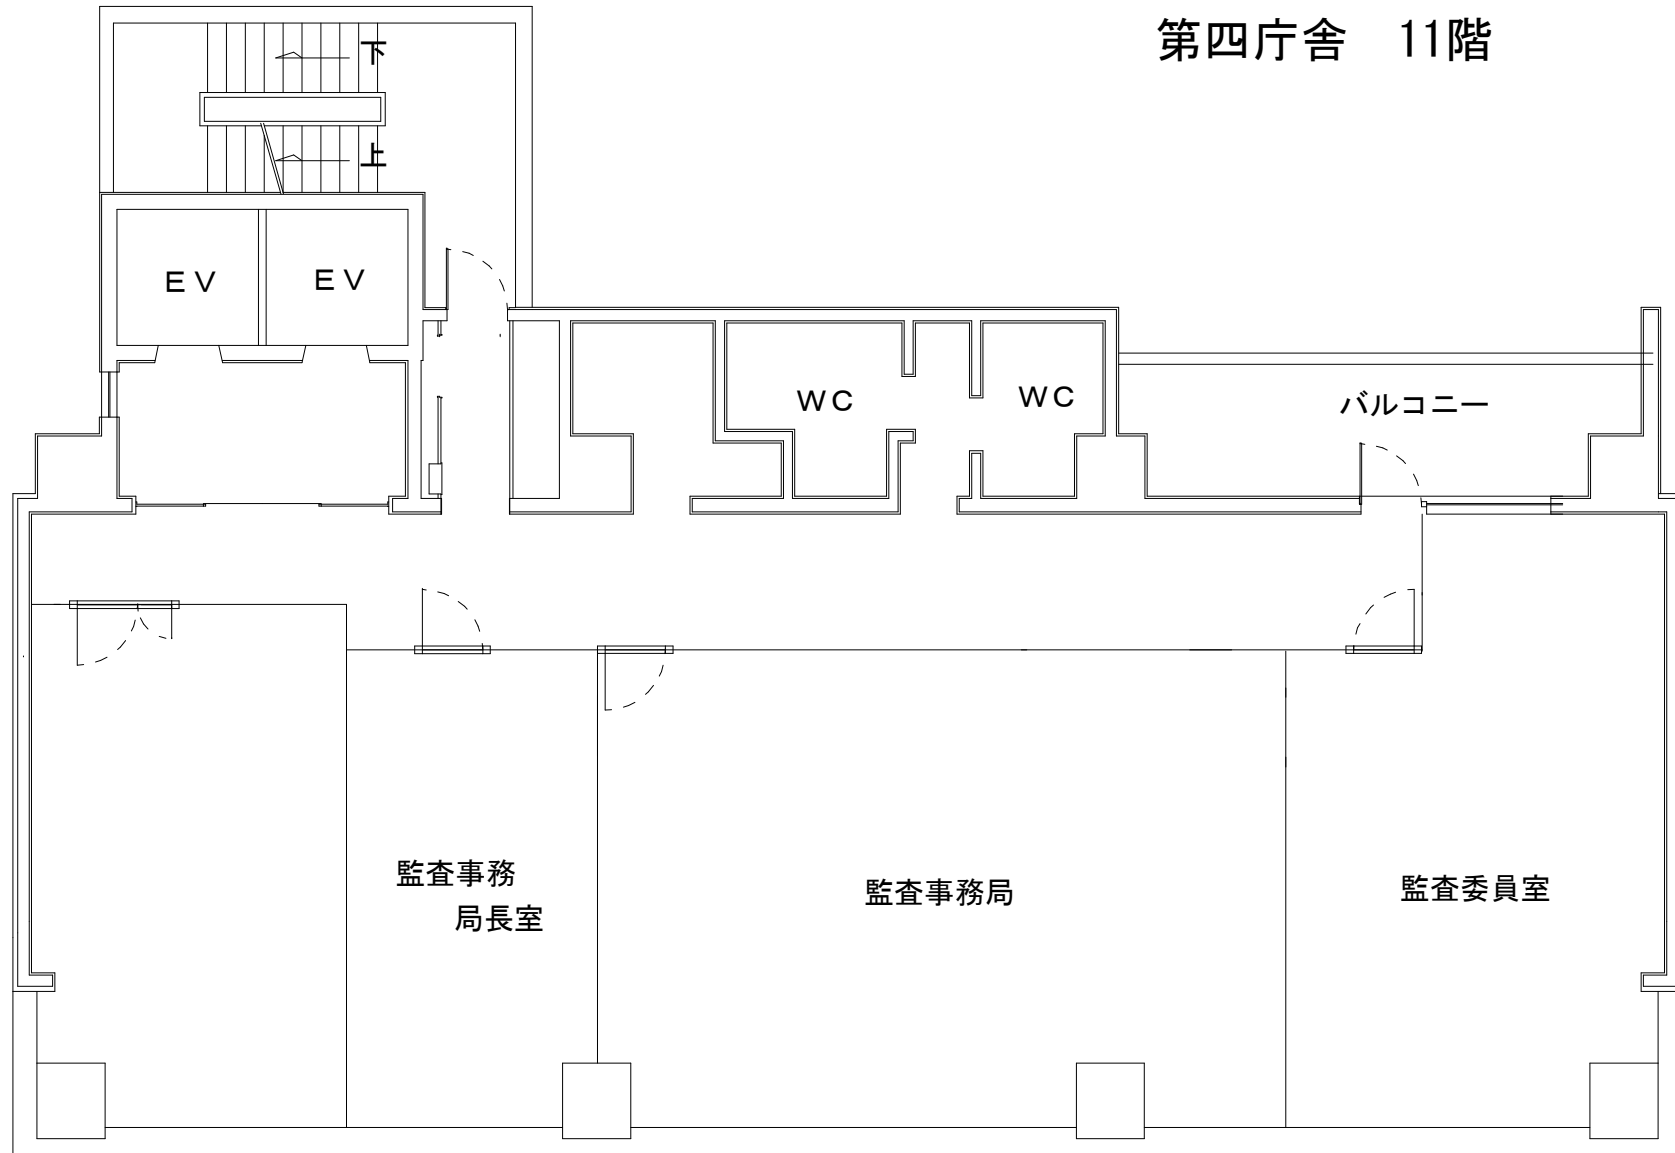 第四庁舎　11階
下
上
ＥＶ
ＥＶ
ＷＣ
ＷＣ
バルコニー
監査事務
局長室
監査事務局
監査委員室